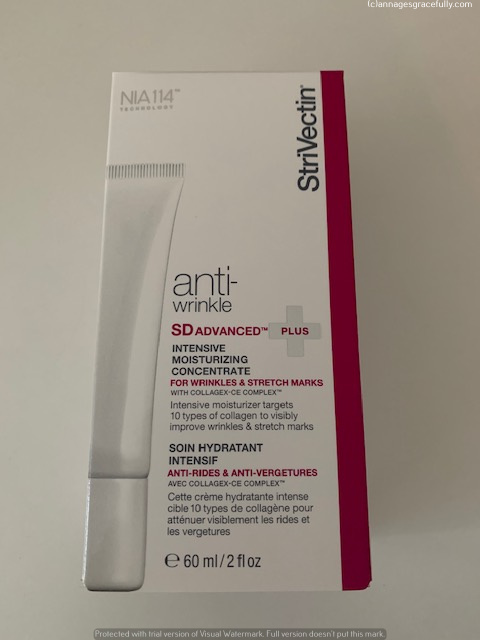 (c)annagesgracefully.com
NIA114™
TECHNOLOGY
StriVectin®
anti-
wrinkle
SD ADVANCED™ PLUS
INTENSIVE
MOISTURIZING
CONCENTRATE
FOR WRINKLES & STRETCH MARKS
WITH COLLAGEX-CE COMPLEX™
Intensive moisturizer targets
10 types of collagen to visibly
improve wrinkles & stretch marks
SOIN HYDRATANT
INTENSIF
ANTI-RIDES & ANTI-VERGETURES
AVEC COLLAGEX-CE COMPLEX™
Cette crème hydratante intense
cible 10 types de collagène pour
atténuer visiblement les rides et
les vergetures
℮ 60 ml / 2 fl oz
Protected with trial version of Visual Watermark. Full version doesn't put this mark.